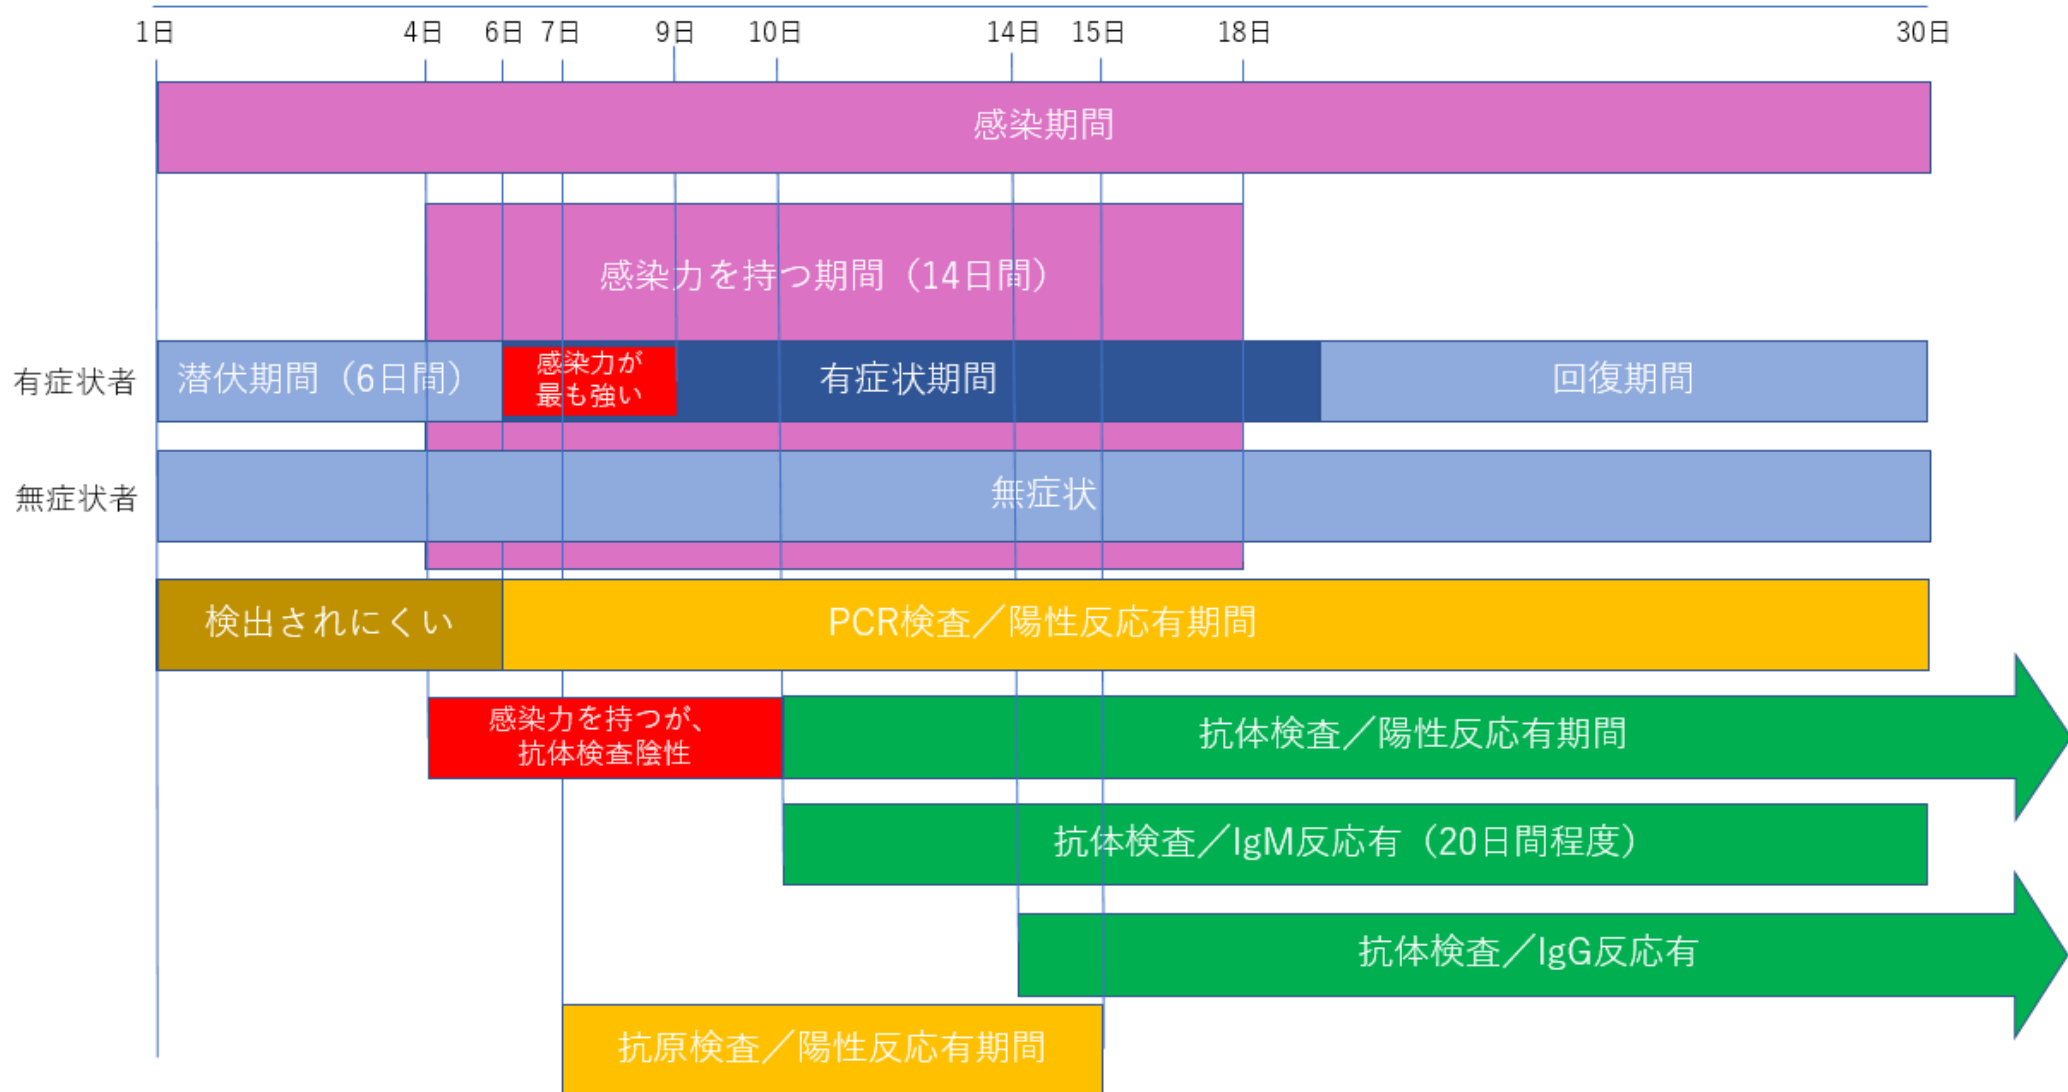 1日 4日 6日 7日 9日 10日 14日 15日 18日 30日
感染期間
感染力を持つ期間（14日間）
有症状者
潜伏期間（6日間）
感染力が
最も強い
有症状期間
回復期間
無症状者
無症状
検出されにくい
PCR検査／陽性反応有期間
感染力を持つが、
抗体検査陰性
抗体検査／陽性反応有期間
抗体検査／IgM反応有（20日間程度）
抗体検査／IgG反応有
抗原検査／陽性反応有期間